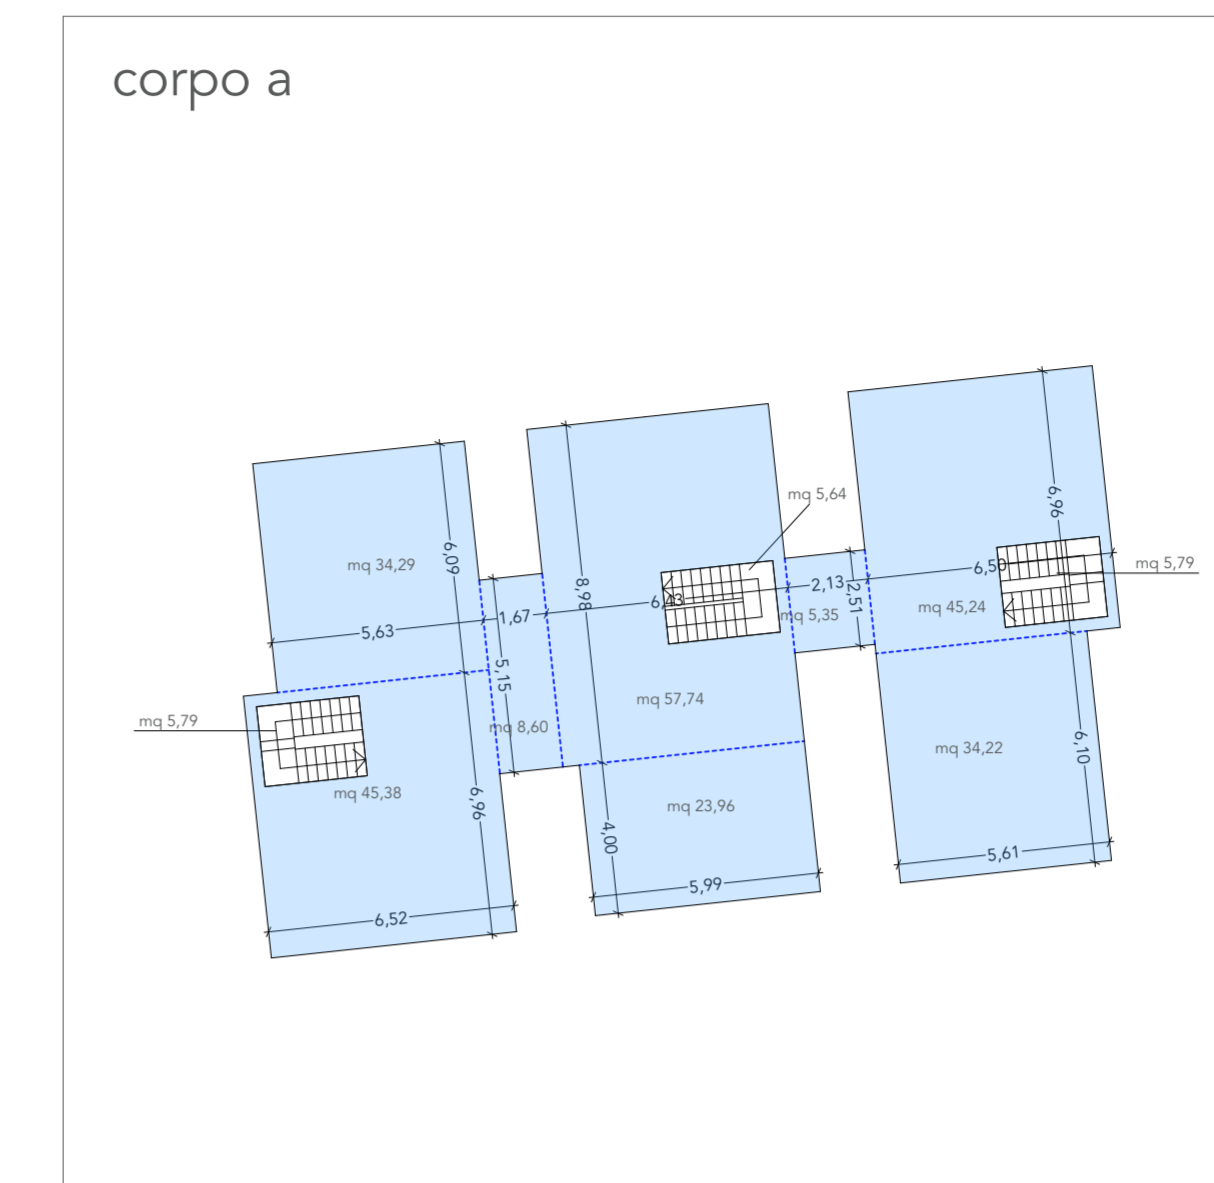 corpo a
mq 5,64
6,96
mq 34,29
6,09
8,98
6,43
2,13
2,51
6,50
mq 5,79
5,63
1,67
mq 5,35
mq 45,24
5,15
mq 5,79
mq 8,60
mq 57,74
mq 34,22
6,10
mq 45,38
6,96
mq 23,96
4,00
5,61
5,99
6,52